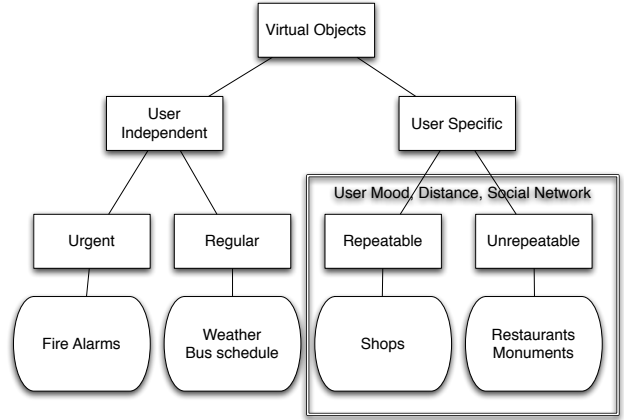 Virtual Objects
User
Independent
User Specific
User Mood, Distance, Social Network
Urgent
Regular
Repeatable
Unrepeatable
Fire Alarms
Weather
Bus schedule
Shops
Restaurants
Monuments